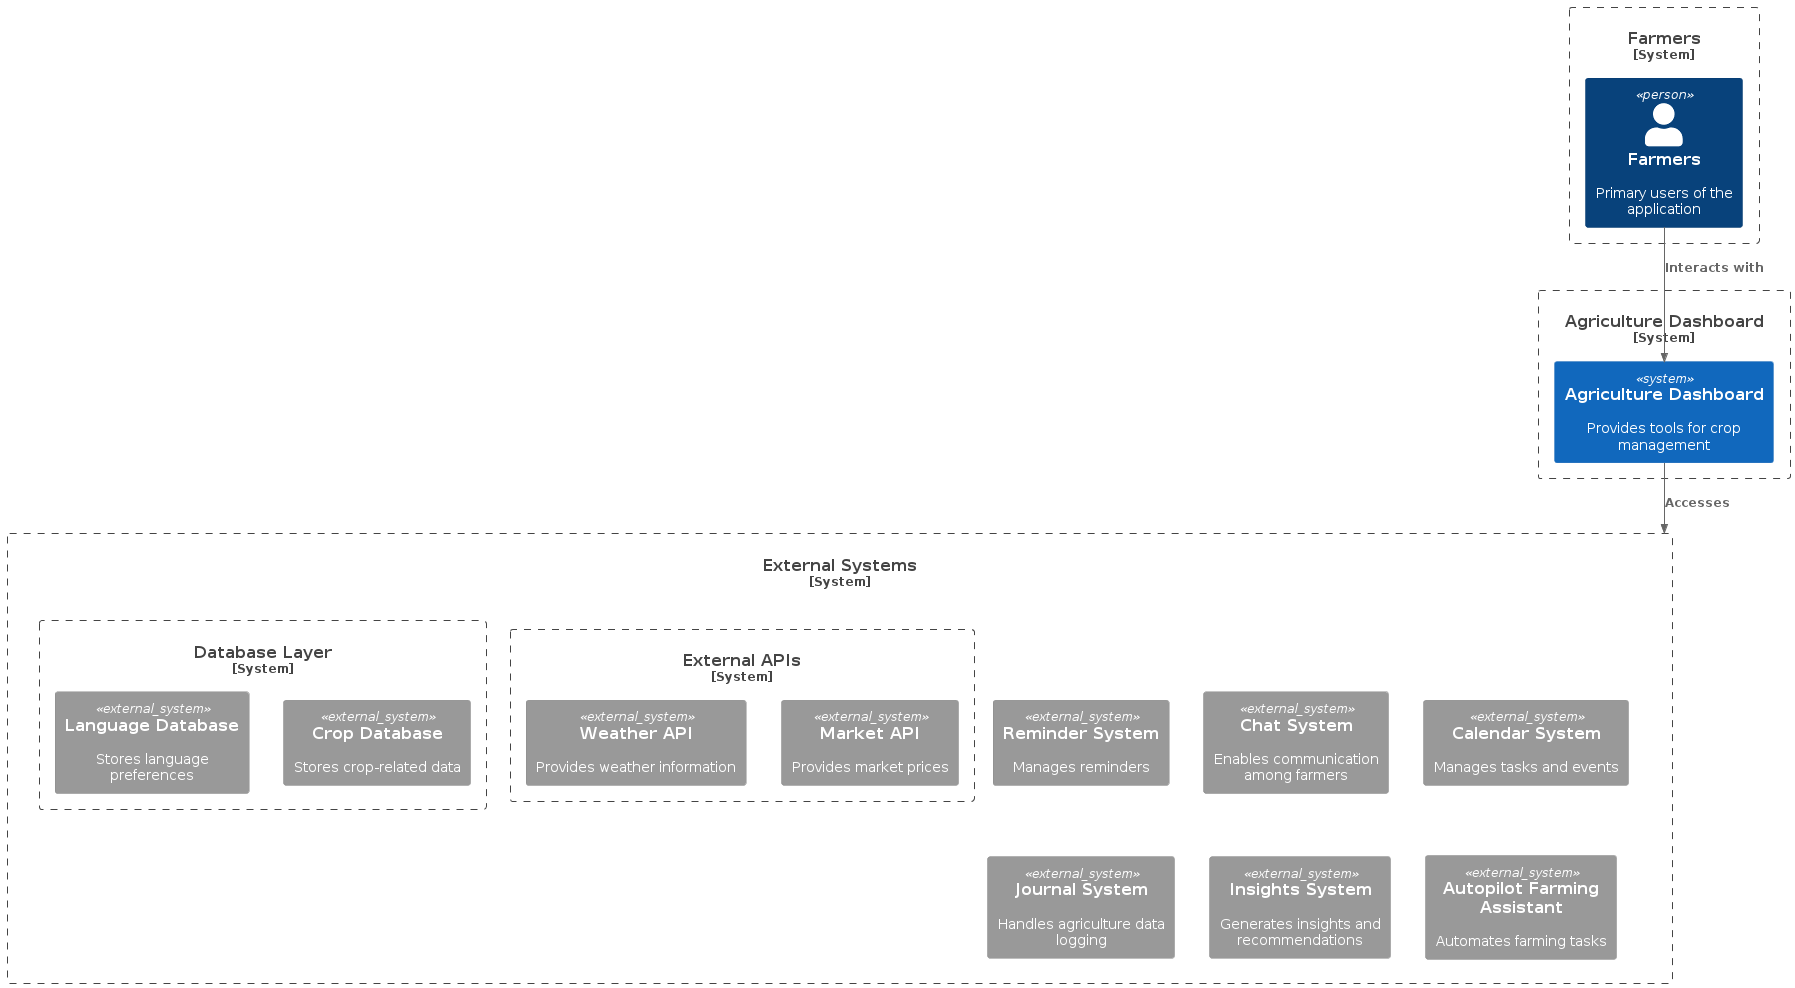 Farmers
[System]
«person»
Farmers
Primary users of the
application
Interacts with
Agriculture Dashboard
[System]
«system»
Agriculture Dashboard
Provides tools for crop
management
Accesses
External Systems
[System]
Database Layer
[System]
«external_system»
Language Database
Stores language
preferences
«external_system»
Crop Database
Stores crop-related data
External APIs
[System]
«external_system»
Weather API
Provides weather information
«external_system»
Market API
Provides market prices
«external_system»
Reminder System
Manages reminders
«external_system»
Chat System
Enables communication
among farmers
«external_system»
Calendar System
Manages tasks and events
«external_system»
Journal System
Handles agriculture data
logging
«external_system»
Insights System
Generates insights and
recommendations
«external_system»
Autopilot Farming
Assistant
Automates farming tasks